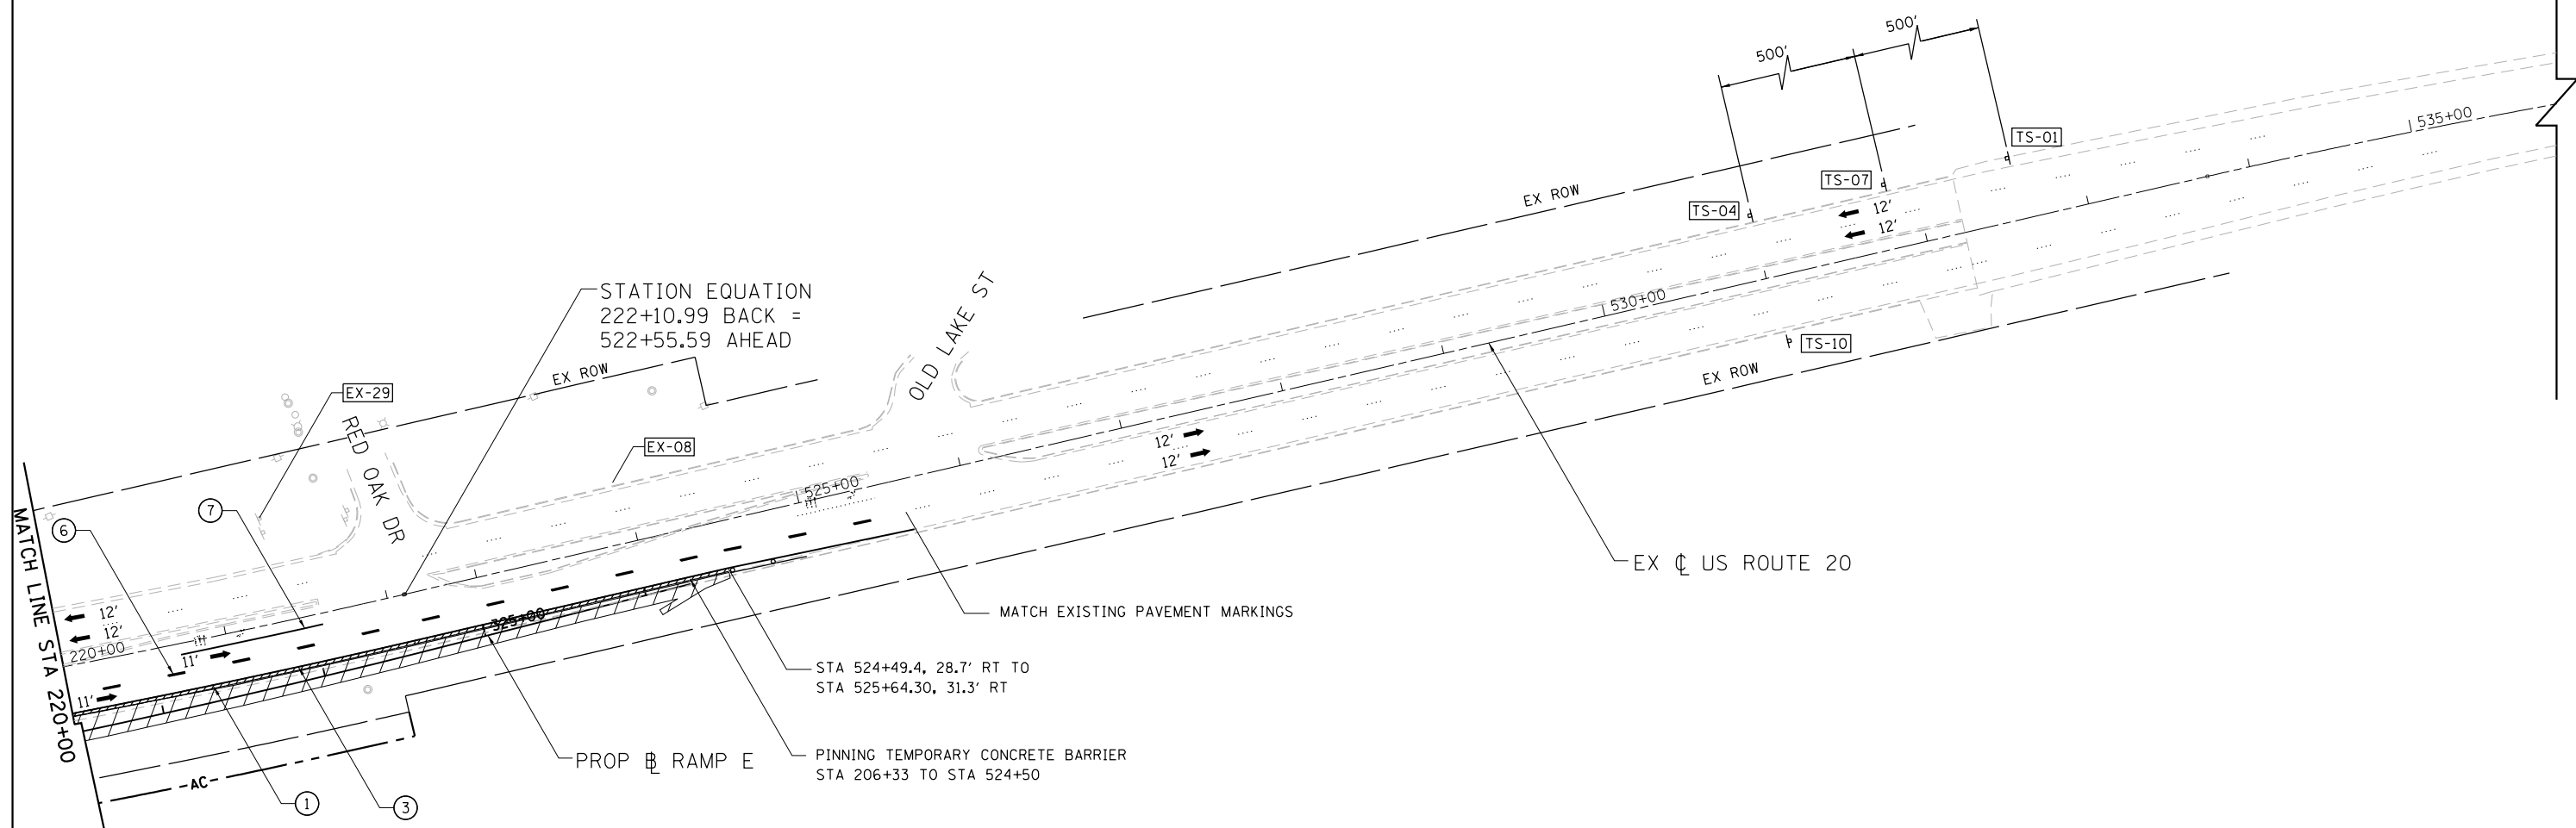 500'
500'
535+00
TS-01
TS-07
TS-04
12'
12'
EX ROW
530+00
STATION EQUATION
222+10.99 BACK =
522+55.59 AHEAD
OLD LAKE ST
TS-10
EX ROW
EX ROW
EX-29
RED OAK DR
EX-08
12'
12'
525+00
7
6
MATCH LINE STA 220+00
EX ℄ US ROUTE 20
12'
12'
220+00
11'
11'
325+00
MATCH EXISTING PAVEMENT MARKINGS
STA 524+49.4, 28.7' RT TO
STA 525+64.30, 31.3' RT
PROP B̲L RAMP E
PINNING TEMPORARY CONCRETE BARRIER
STA 206+33 TO STA 524+50
AC
1
3